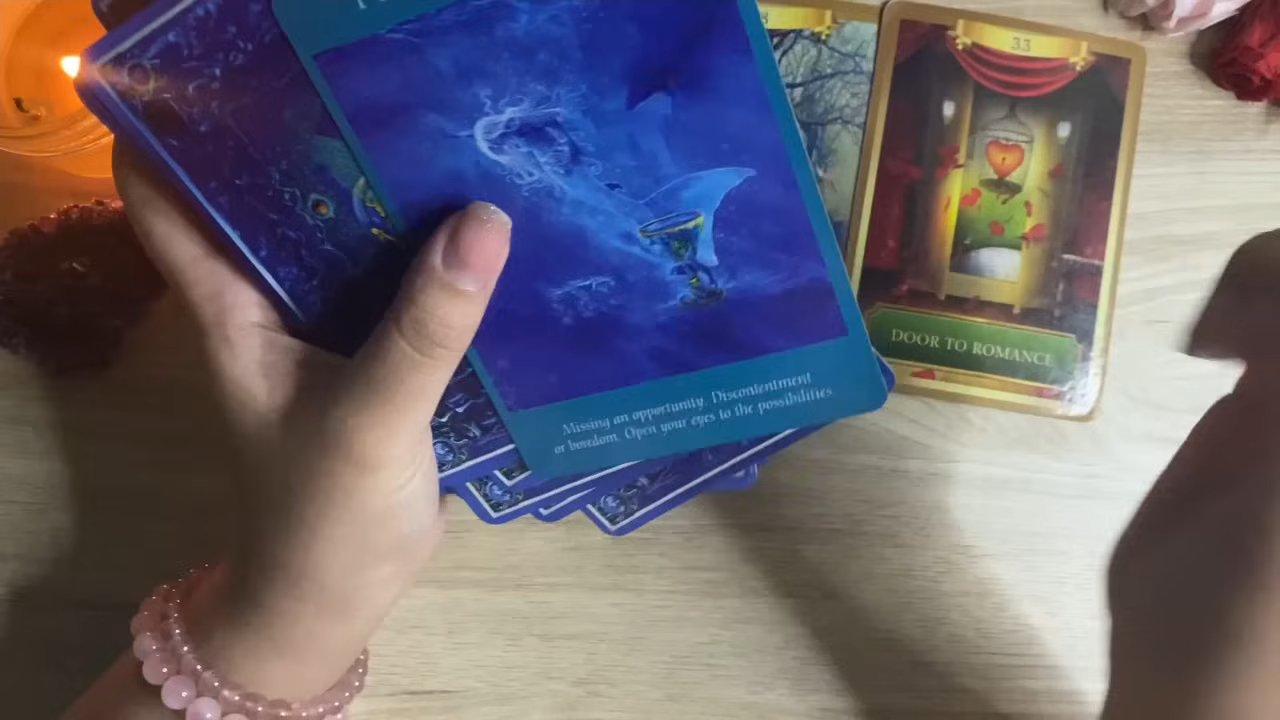 33
DOOR TO ROMANCE
Missing an opportunity. Discontentment
or boredom. Open your eyes to the possibilities.